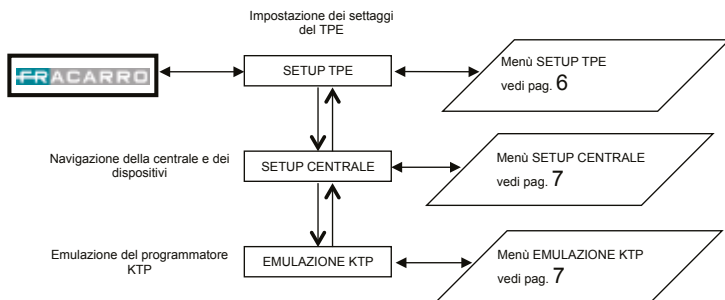 Impostazione dei settaggi
del TPE
FRACARRO
SETUP TPE
Menù SETUP TPE
vedi pag. 6
Navigazione della centrale e dei
dispositivi
SETUP CENTRALE
Menù SETUP CENTRALE
vedi pag. 7
Emulazione del programmatore
KTP
EMULAZIONE KTP
Menù EMULAZIONE KTP
vedi pag. 7